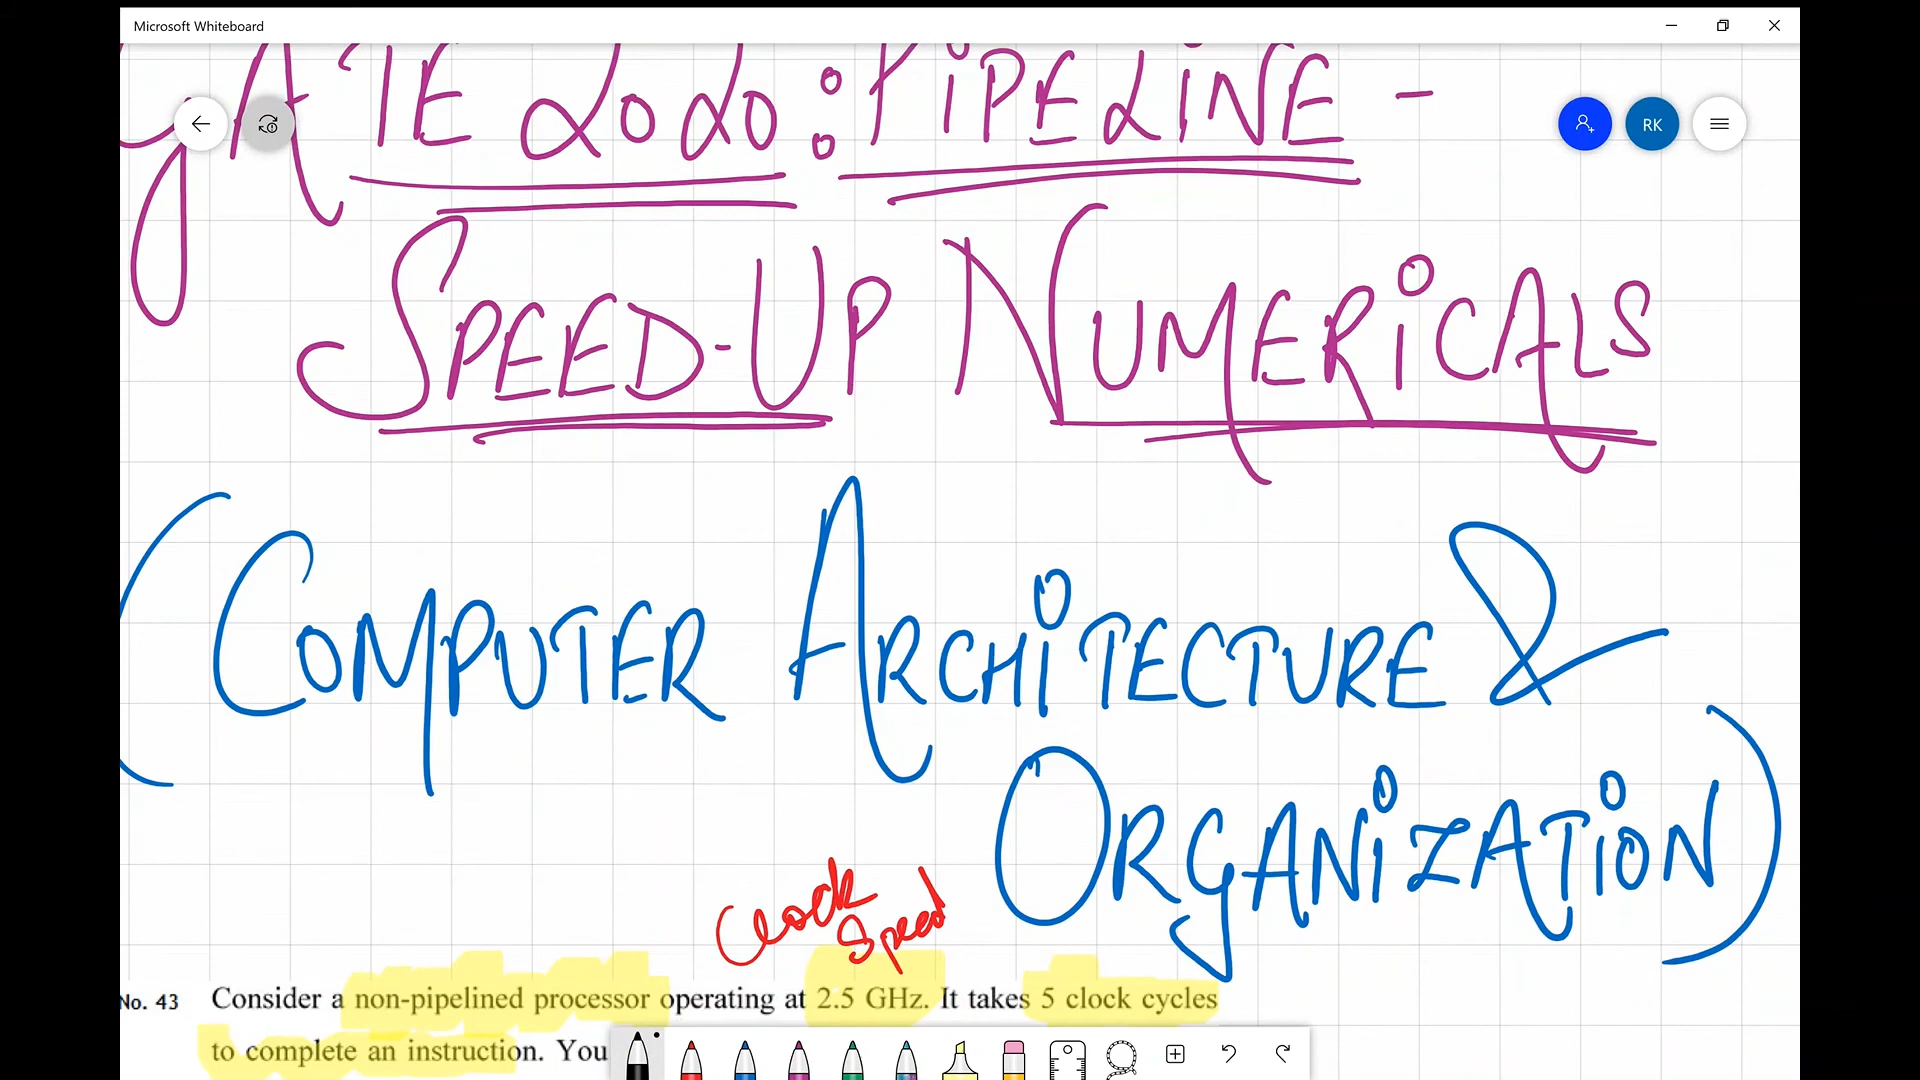 Microsoft Whiteboard
GATE 2020: PIPELINE -
RK
SPEED-UP NUMERICALS
(COMPUTER ARCHITECTURE &
ORGANIZATION)
Clock
Speed
No. 43 Consider a non-pipelined processor operating at 2.5 GHz. It takes 5 clock cycles
to complete an instruction. You